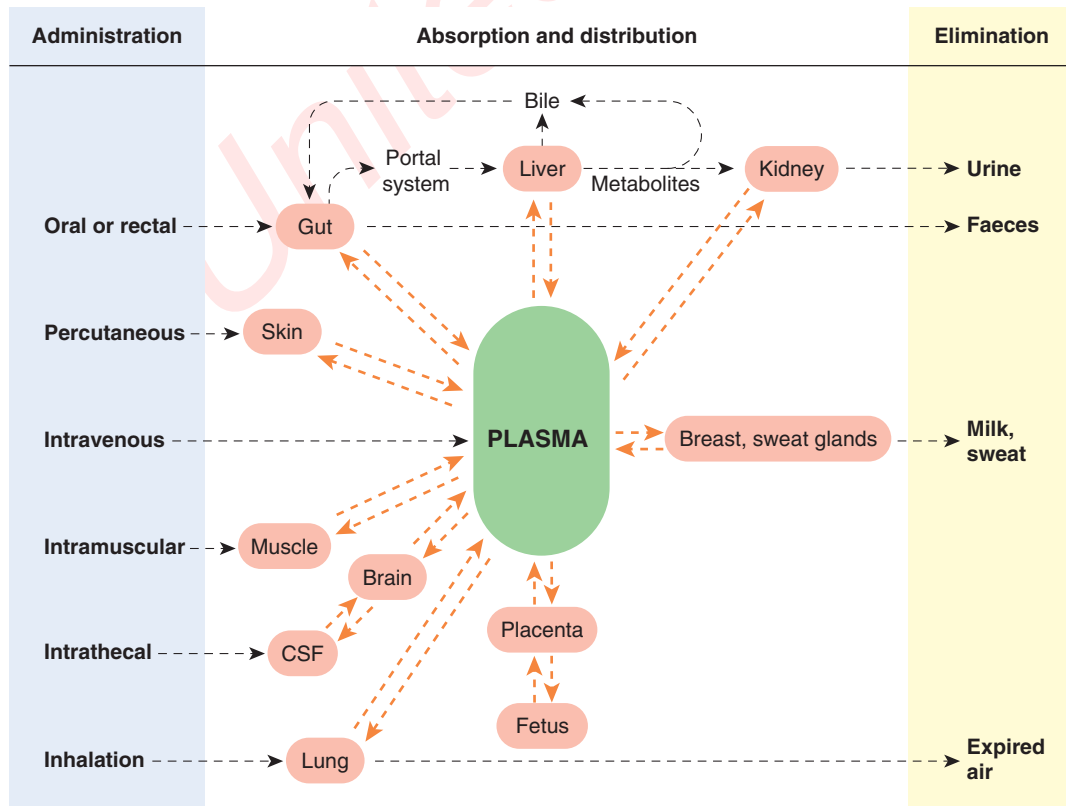 Administration
Absorption and distribution
Elimination
Bile
Portal
system
Liver
Metabolites
Kidney
Urine
Oral or rectal
Gut
Faeces
Percutaneous
Skin
Intravenous
PLASMA
Breast, sweat glands
Milk,
sweat
Intramuscular
Muscle
Brain
Placenta
Intrathecal
CSF
Fetus
Inhalation
Lung
Expired
air